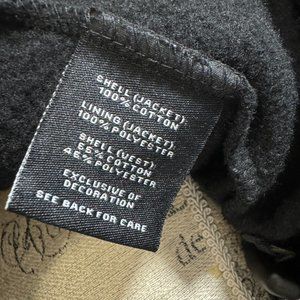 SHELL (JACKET)
100% COTTON
LINING (JACKET)
100% POLYESTER
SHELL (VEST)
55% COTTON
45% POLYESTER
EXCLUSIVE OF
DECORATION
SEE BACK FOR CARE
de